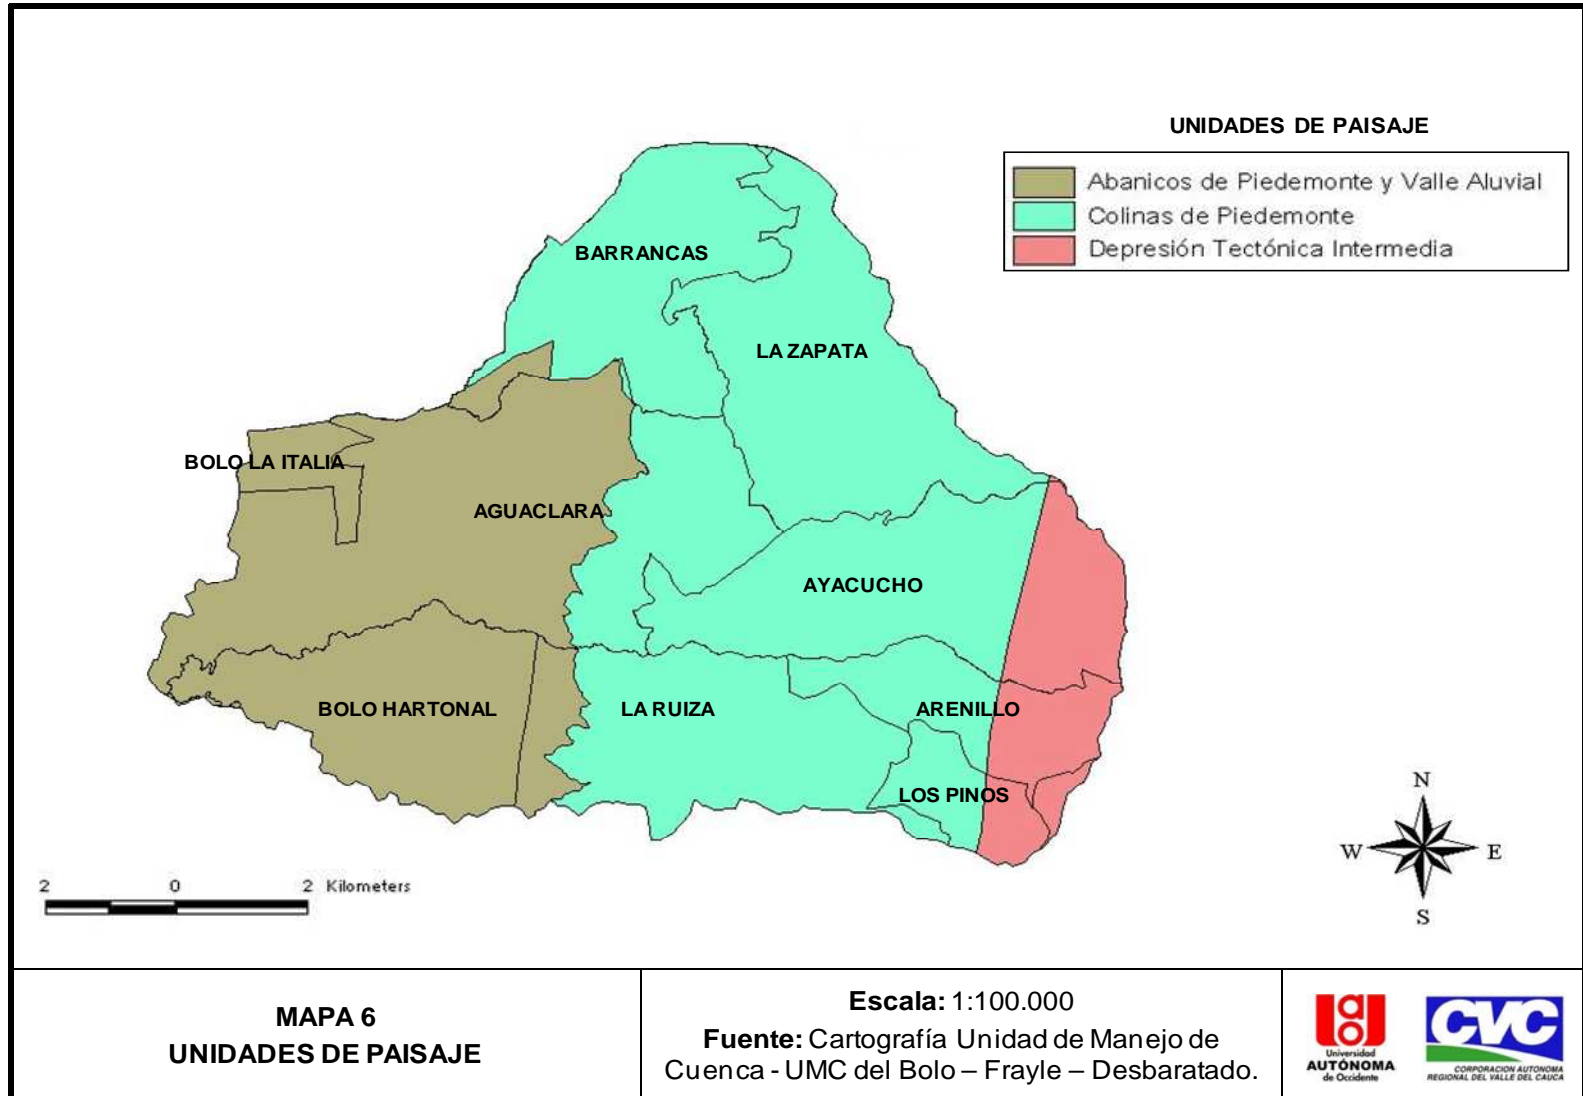 UNIDADES DE PAISAJE
Abanicos de Piedemonte y Valle Aluvial
Colinas de Piedemonte
Depresión Tectónica Intermedia
BARRANCAS
LA ZAPATA
BOLO LA ITALIA
AGUACLARA
AYACUCHO
BOLO HARTONAL
LA RUIZA
ARENILLO
LOS PINOS
N
W
E
S
2 0 2 Kilometers
MAPA 6
UNIDADES DE PAISAJE
Escala: 1:100.000
Fuente: Cartografía Unidad de Manejo de
Cuenca - UMC del Bolo – Frayle – Desbaratado.
Universidad
AUTÓNOMA
de Occidente
CVC
CORPORACION AUTONOMA
REGIONAL DEL VALLE DEL CAUCA